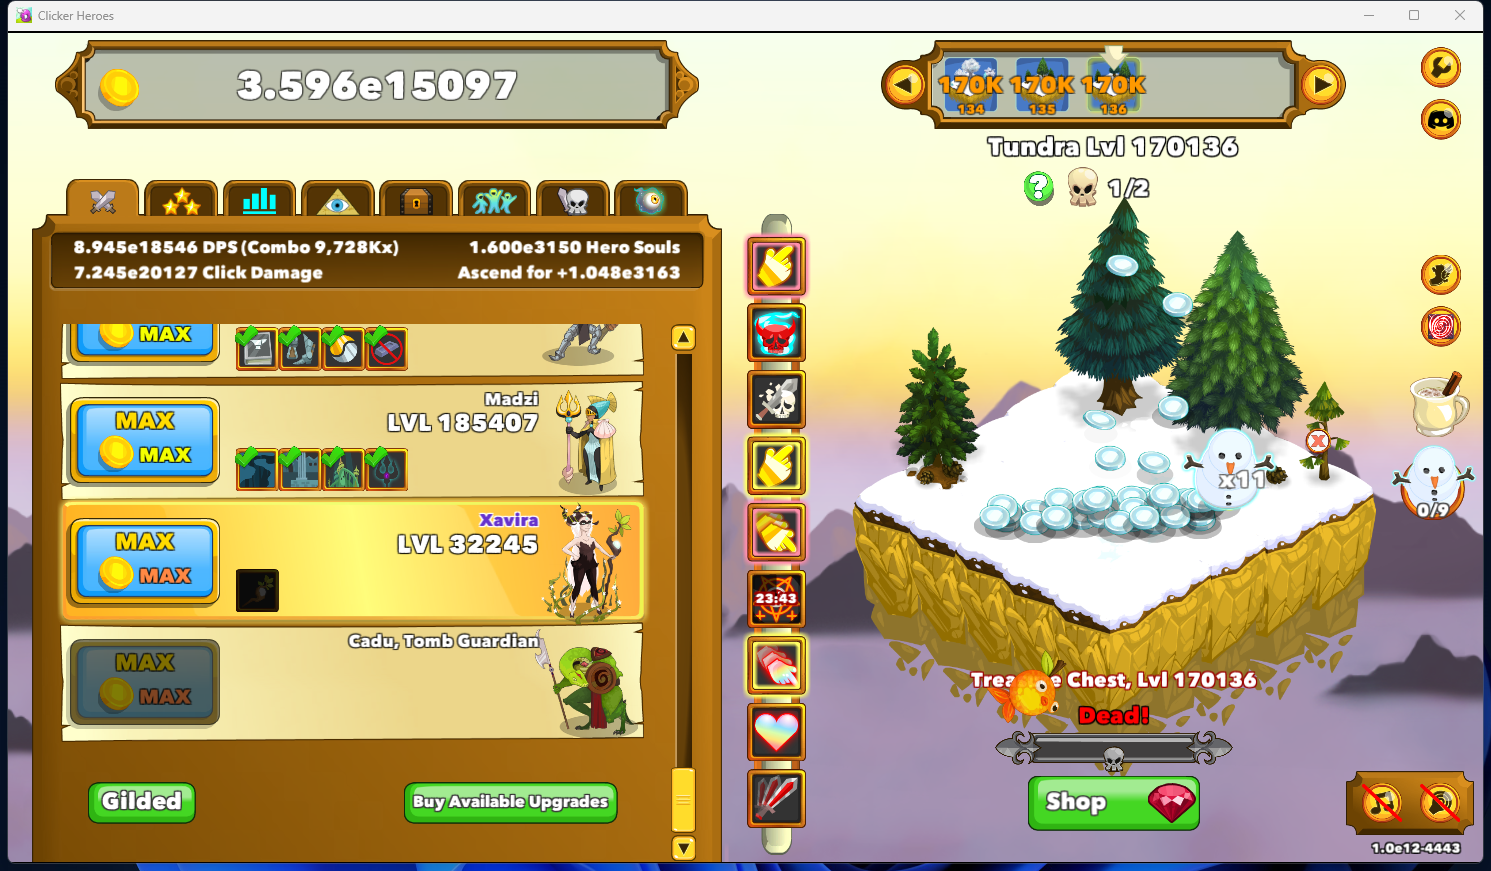 Clicker Heroes
3.596e15097
170K 170K 170K
134 135 136
Tundra Lvl 170136
1/2
8.945e18546 DPS (Combo 9,728Kx)
1.600e3150 Hero Souls
7.245e20127 Click Damage
Ascend for +1.048e3163
MAX
Madzi
LVL 185407
MAX
MAX
Xavira
LVL 32245
MAX
MAX
Cadu, Tomb Guardian
MAX
MAX
Gilded
Buy Available Upgrades
23:43
x11
0/9
Treasure Chest, Lvl 170136
Dead!
Shop
1.0e12-4443